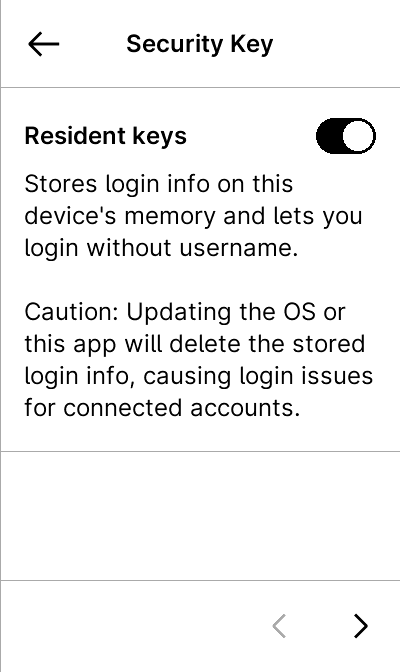 Security Key
Resident keys
Stores login info on this
device's memory and lets you
login without username.
Caution: Updating the OS or
this app will delete the stored
login info, causing login issues
for connected accounts.